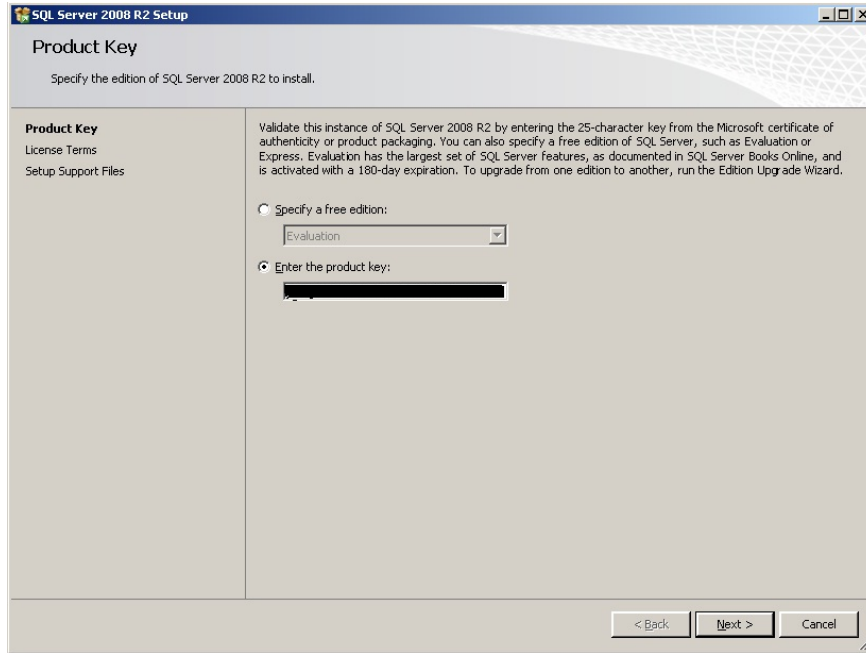 SQL Server 2008 R2 Setup
Product Key
Specify the edition of SQL Server 2008 R2 to install.
Product Key
License Terms
Setup Support Files
Validate this instance of SQL Server 2008 R2 by entering the 25-character key from the Microsoft certificate of
authenticity or product packaging. You can also specify a free edition of SQL Server, such as Evaluation or
Express. Evaluation has the largest set of SQL Server features, as documented in SQL Server Books Online, and
is activated with a 180-day expiration. To upgrade from one edition to another, run the Edition Upgrade Wizard.
Specify a free edition:
Evaluation
Enter the product key:
< Back
Next >
Cancel